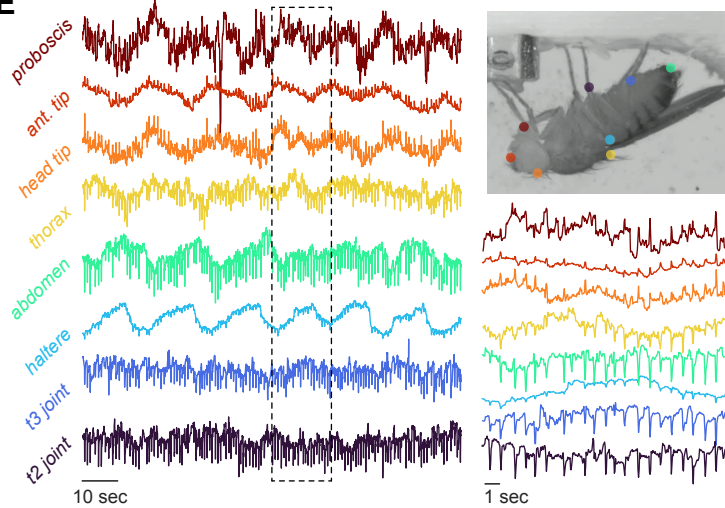 E
proboscis
ant. tip
head tip
thorax
abdomen
haltere
t3 joint
t2 joint
10 sec
1 sec